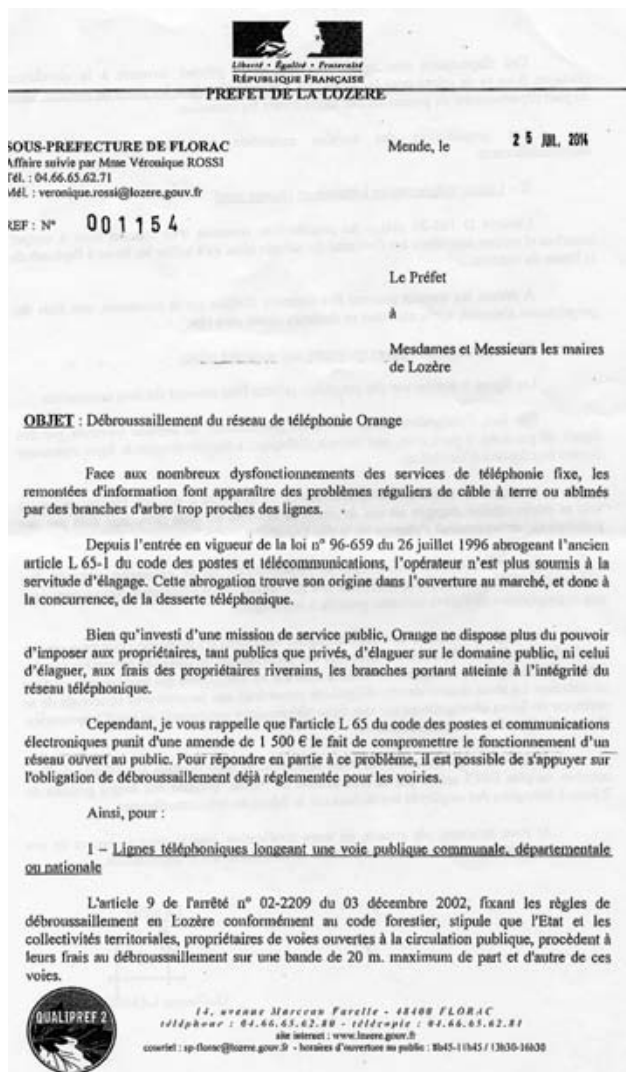 Liberté • Égalité • Fraternité
RÉPUBLIQUE FRANÇAISE
PREFET DE LA LOZERE
SOUS-PREFECTURE DE FLORAC
Affaire suivie par Mme Véronique ROSSI
Tél. : 04.66.65.62.71
Mél. : veronique.rossi@lozere.gouv.fr
REF : N° 001154
Mende, le 25 JUIL. 2014
Le Préfet
à
Mesdames et Messieurs les maires
de Lozère
OBJET : Débroussaillement du réseau de téléphonie Orange
Face aux nombreux dysfonctionnements des services de téléphonie fixe, les
remontées d'information font apparaître des problèmes réguliers de câble à terre ou abîmés
par des branches d'arbre trop proches des lignes.
Depuis l'entrée en vigueur de la loi n° 96-659 du 26 juillet 1996 abrogeant l'ancien
article L 65-1 du code des postes et télécommunications, l'opérateur n'est plus soumis à la
servitude d'élagage. Cette abrogation trouve son origine dans l'ouverture au marché, et donc à
la concurrence, de la desserte téléphonique.
Bien qu'investi d'une mission de service public, Orange ne dispose plus du pouvoir
d'imposer aux propriétaires, tant publics que privés, d'élaguer sur le domaine public, ni celui
d'élaguer, aux frais des propriétaires riverains, les branches portant atteinte à l'intégrité du
réseau téléphonique.
Cependant, je vous rappelle que l'article L 65 du code des postes et communications
électroniques punit d'une amende de 1 500 € le fait de compromettre le fonctionnement d'un
réseau ouvert au public. Pour répondre en partie à ce problème, il est possible de s'appuyer sur
l'obligation de débroussaillement déjà réglementée pour les voiries.
Ainsi, pour :
1 – Lignes téléphoniques longeant une voie publique communale, départementale
ou nationale
L'article 9 de l'arrêté n° 02-2209 du 03 décembre 2002, fixant les règles de
débroussaillement en Lozère conformément au code forestier, stipule que l'Etat et les
collectivités territoriales, propriétaires de voies ouvertes à la circulation publique, procèdent à
leurs frais au débroussaillement sur une bande de 20 m. maximum de part et d'autre de ces
voies.
QUALIPREF 2
14, avenue Marceau Farelle - 48400 FLORAC
téléphone : 04.66.65.62.80 - télécopie : 04.66.65.62.81
site internet : www.lozere.gouv.fr
courriel : sp-florac@lozere.gouv.fr - horaires d'ouverture au public : 8h45-11h45 / 13h30-16h30